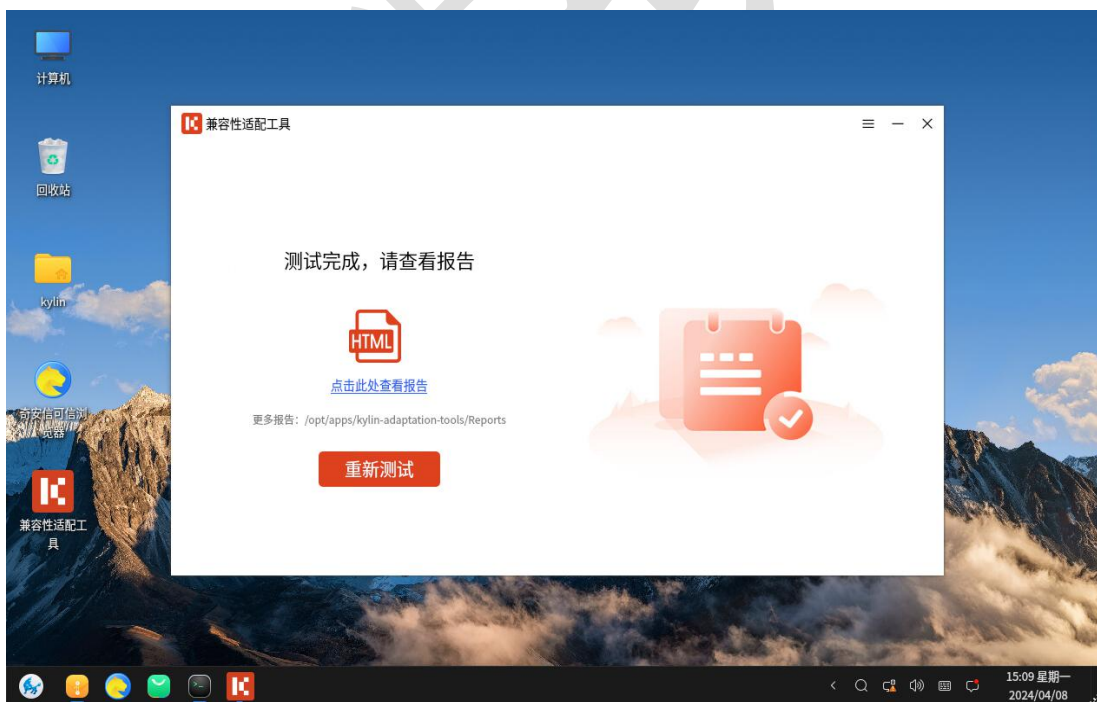 计算机
回收站
kylin
奇安信可信浏
览器
兼容性适配工
具
兼容性适配工具
测试完成，请查看报告
HTML
点击此处查看报告
更多报告：/opt/apps/kylin-adaptation-tools/Reports
重新测试
15:09 星期一
2024/04/08